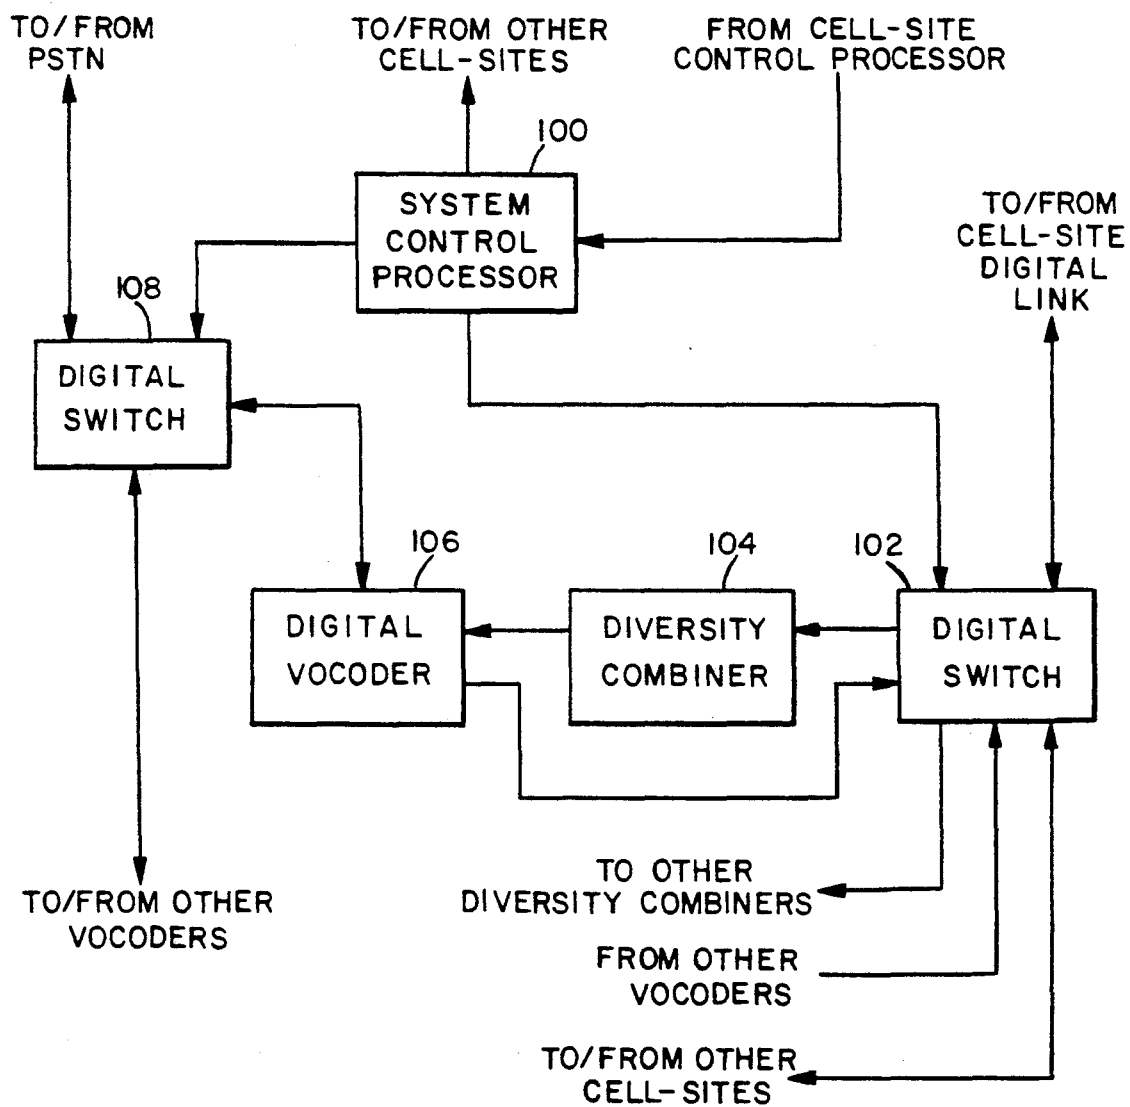 TO/FROM
PSTN
TO/FROM OTHER
CELL-SITES
FROM CELL-SITE
CONTROL PROCESSOR
100
SYSTEM
CONTROL
PROCESSOR
TO/FROM
CELL-SITE
DIGITAL
LINK
108
DIGITAL
SWITCH
106
DIGITAL
VOCODER
104
DIVERSITY
COMBINER
102
DIGITAL
SWITCH
TO/FROM OTHER
VOCODERS
TO OTHER
DIVERSITY COMBINERS
FROM OTHER
VOCODERS
TO/FROM OTHER
CELL-SITES